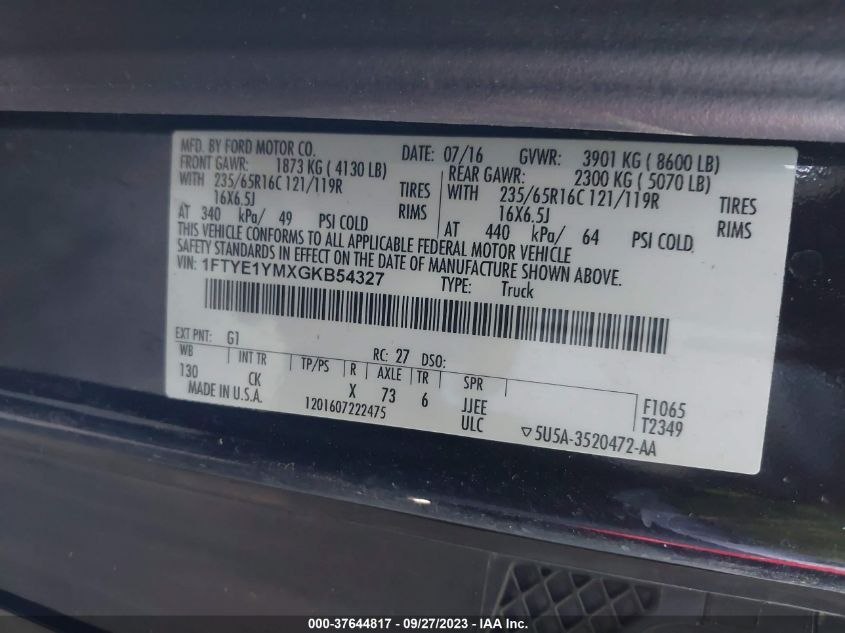 MFD. BY FORD MOTOR CO. DATE: 07/16 GVWR: 3901 KG ( 8600 LB)
FRONT GAWR: 1873 KG ( 4130 LB) REAR GAWR: 2300 KG ( 5070 LB)
WITH 235/65R16C 121/119R TIRES WITH 235/65R16C 121/119R TIRES
16X6.5J RIMS 16X6.5J RIMS
AT 340 kPa/ 49 PSI COLD AT 440 kPa/ 64 PSI COLD
THIS VEHICLE CONFORMS TO ALL APPLICABLE FEDERAL MOTOR VEHICLE
SAFETY STANDARDS IN EFFECT ON THE DATE OF MANUFACTURE SHOWN ABOVE.
VIN: 1FTYE1YMXGKB54327 TYPE: Truck
EXT PNT: G1 RC: 27 DSO:
WB INT TR TP/PS R AXLE TR SPR
130 CK X 73 6 JJEE F1065
MADE IN U.S.A. 1201607222475 ULC T2349
▽5U5A-3520472-AA
000-37644817 - 09/27/2023 - IAA Inc.